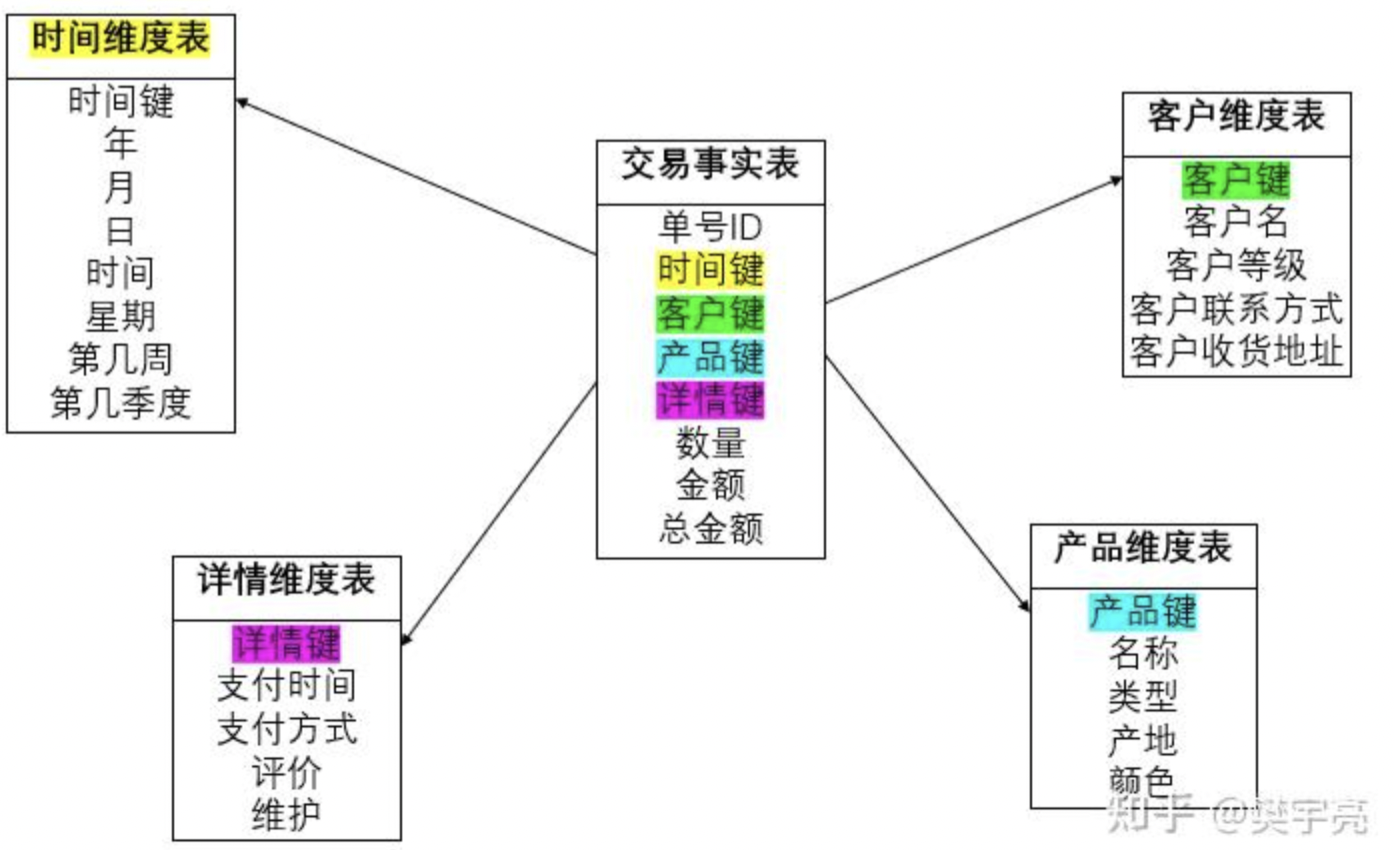 时间维度表
时间键
年
月
日
时间
星期
第几周
第几季度
交易事实表
单号ID
时间键
客户键
产品键
详情键
数量
金额
总金额
客户维度表
客户键
客户名
客户等级
客户联系方式
客户收货地址
详情维度表
详情键
支付时间
支付方式
评价
维护
产品维度表
产品键
名称
类型
产地
颜色
知乎 @樊宇亮